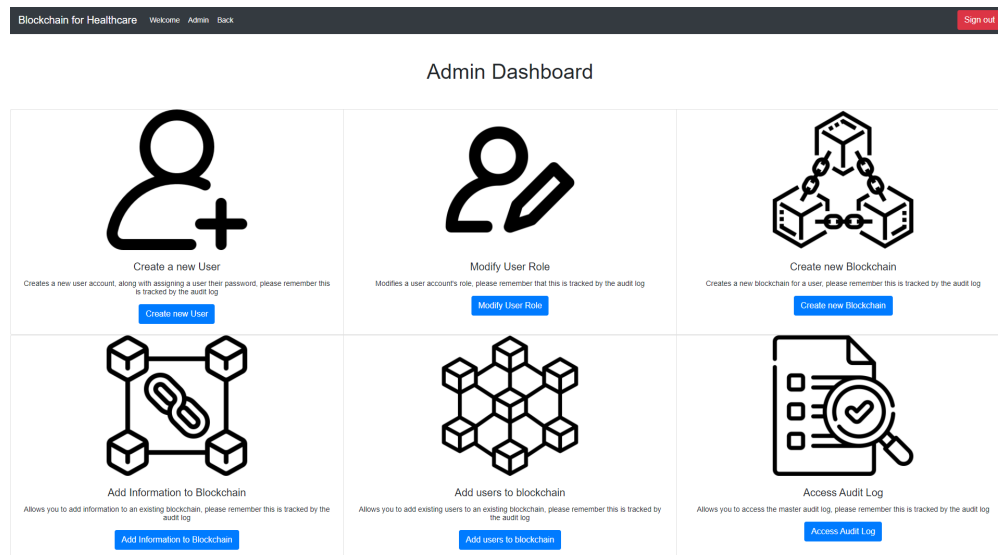 Blockchain for Healthcare Welcome Admin Back Sign out
Admin Dashboard
Create a new User
Creates a new user account, along with assigning a user their password, please remember this
is tracked by the audit log
Create new User
Modify User Role
Modifies a user account's role, please remember that this is tracked by the audit log
Modify User Role
Create new Blockchain
Creates a new blockchain for a user, please remember this is tracked by the audit log
Create new Blockchain
Add Information to Blockchain
Allows you to add information to an existing blockchain, please remember this is tracked by the
audit log
Add Information to Blockchain
Add users to blockchain
Allows you to add existing users to an existing blockchain, please remember this is tracked by
the audit log
Add users to blockchain
Access Audit Log
Allows you to access the master audit log, please remember this is tracked by the audit log
Access Audit Log